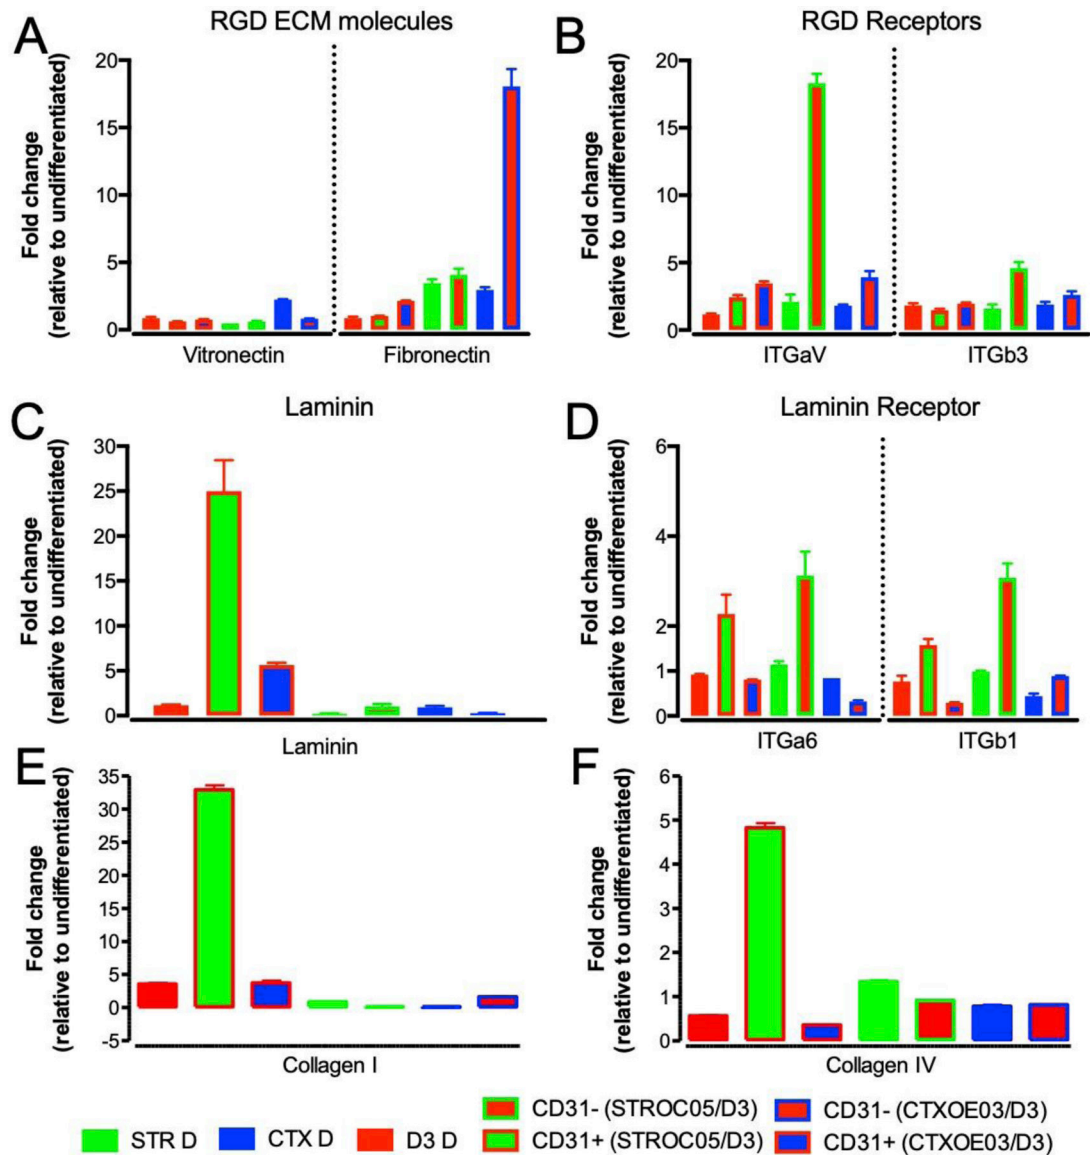 A
RGD ECM molecules
Fold change
(relative to undifferentiated)
20
15
10
5
0
Vitronectin
Fibronectin
B
RGD Receptors
Fold change
(relative to undifferentiated)
20
15
10
5
0
ITGaV
ITGb3
C
Laminin
Fold change
(relative to undifferentiated)
30
25
20
15
10
5
0
Laminin
D
Laminin Receptor
Fold change
(relative to undifferentiated)
6
4
2
1
0
ITGa6
ITGb1
E
Fold change
(relative to undifferentiated)
35
30
25
20
15
10
5
0
-5
Collagen I
F
Fold change
(relative to undifferentiated)
6
5
4
3
2
1
0
Collagen IV
STR D
CTX D
D3 D
CD31- (STROC05/D3)
CD31+ (STROC05/D3)
CD31- (CTXOE03/D3)
CD31+ (CTXOE03/D3)